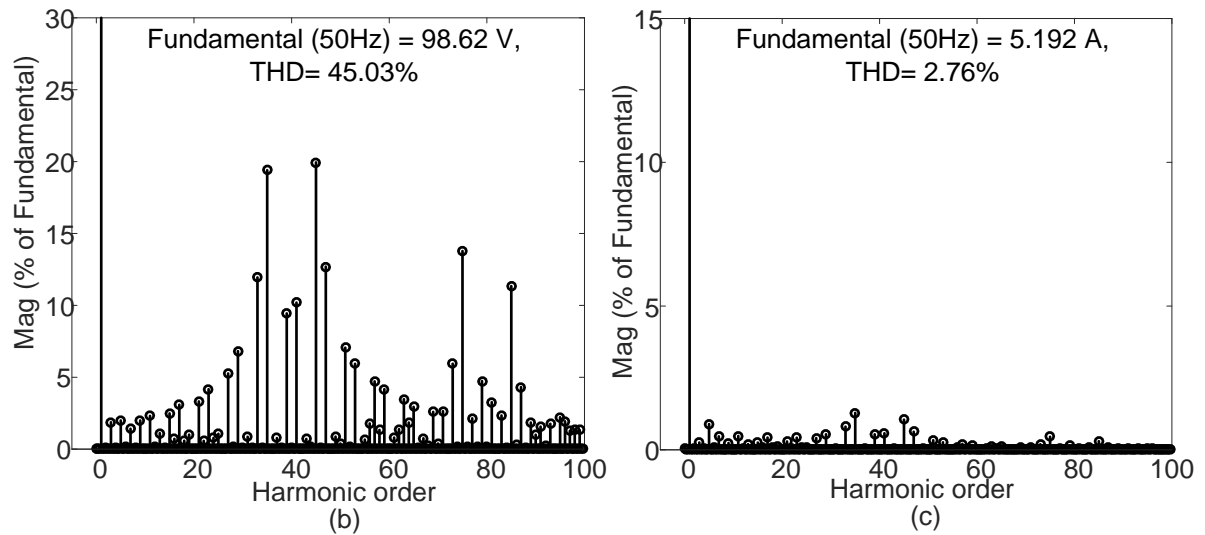 Fundamental (50Hz) = 98.62 V,
THD= 45.03%
Mag (% of Fundamental)
30
25
20
15
10
5
0
0 20 40 60 80 100
Harmonic order
(b)
Fundamental (50Hz) = 5.192 A,
THD= 2.76%
Mag (% of Fundamental)
15
10
5
0
0 20 40 60 80 100
Harmonic order
(c)